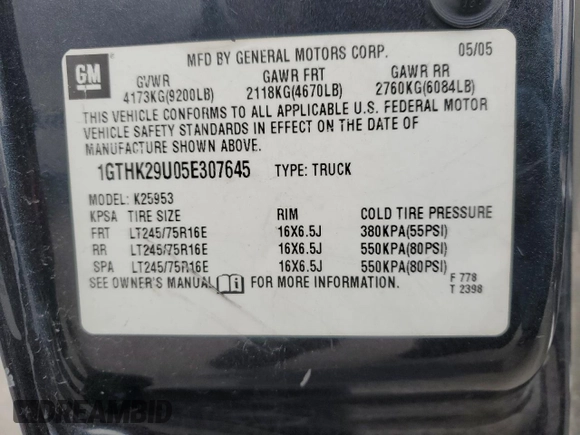 GM
MFD BY GENERAL MOTORS CORP. 05/05
GVWR GAWR FRT GAWR RR
4173KG(9200LB) 2118KG(4670LB) 2760KG(6084LB)
THIS VEHICLE CONFORMS TO ALL APPLICABLE U.S. FEDERAL MOTOR
VEHICLE SAFETY STANDARDS IN EFFECT ON THE DATE OF
MANUFACTURE SHOWN ABOVE.
1GTHK29U05E307645 TYPE: TRUCK
MODEL: K25953
KPSA TIRE SIZE RIM COLD TIRE PRESSURE
FRT LT245/75R16E 16X6.5J 380KPA(55PSI)
RR LT245/75R16E 16X6.5J 550KPA(80PSI)
SPA LT245/75R16E 16X6.5J 550KPA(80PSI)
SEE OWNER'S MANUAL FOR MORE INFORMATION.
F 778
T 2398
DREAMBID